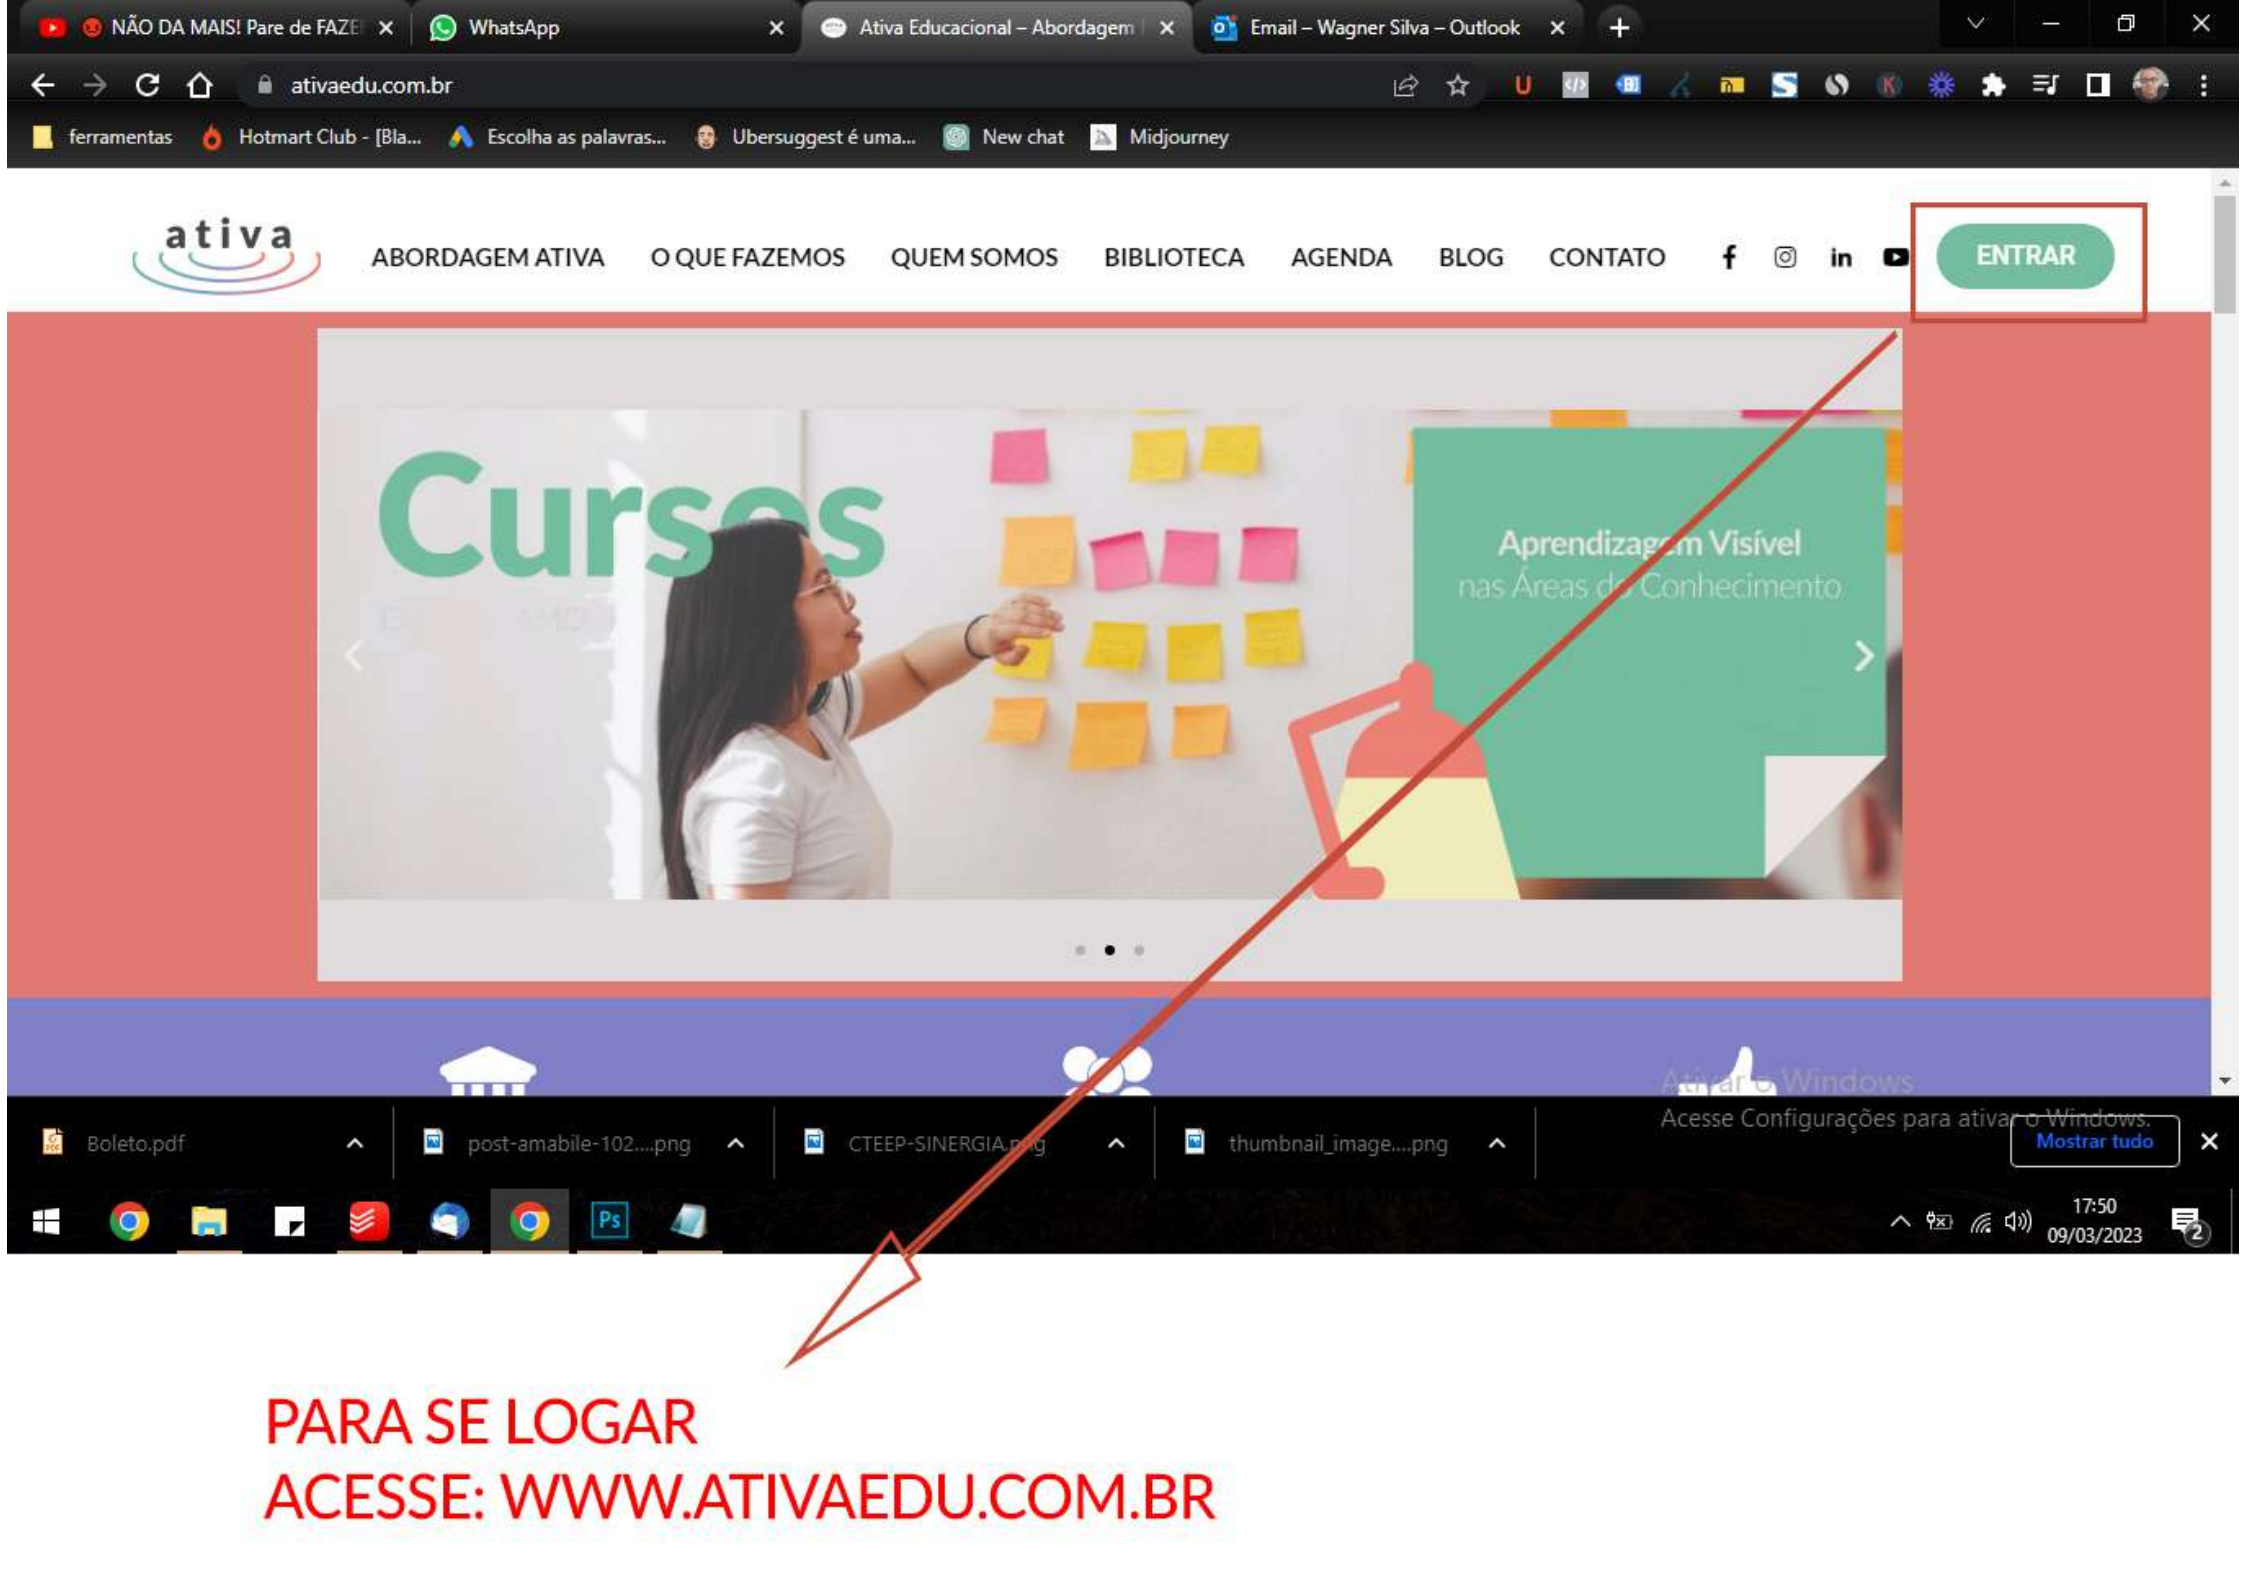 NÃO DA MAIS! Pare de FAZE
WhatsApp
Ativa Educacional – Abordagem
Email – Wagner Silva – Outlook
ativaedu.com.br
ferramentas
Hotmart Club - [Bla...
Escolha as palavras...
Ubersuggest é uma...
New chat
Midjourney
ativa
ABORDAGEM ATIVA
O QUE FAZEMOS
QUEM SOMOS
BIBLIOTECA
AGENDA
BLOG
CONTATO
ENTRAR
Cursos
Aprendizagem Visível
nas Áreas do Conhecimento
Ativar o Windows
Acesse Configurações para ativar o Windows.
Boleto.pdf
post-amabile-102....png
CTEEP-SINERGIA.png
thumbnail_image....png
Mostrar tudo
Ps
17:50
09/03/2023
2
PARA SE LOGAR
ACESSE: WWW.ATIVAEDU.COM.BR